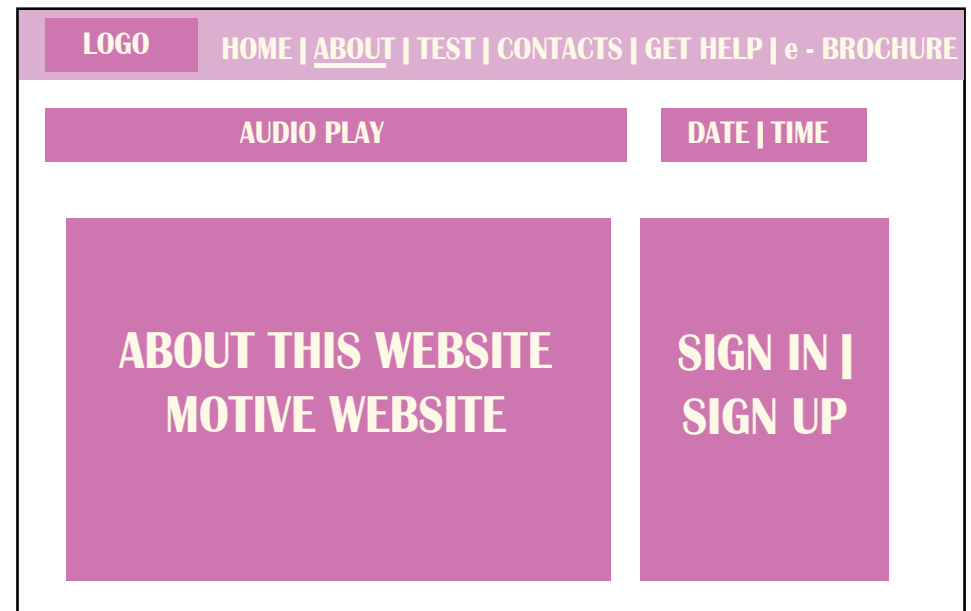 LOGO
HOME | ABOUT | TEST | CONTACTS | GET HELP | e - BROCHURE
AUDIO PLAY
DATE | TIME
ABOUT THIS WEBSITE
MOTIVE WEBSITE
SIGN IN |
SIGN UP